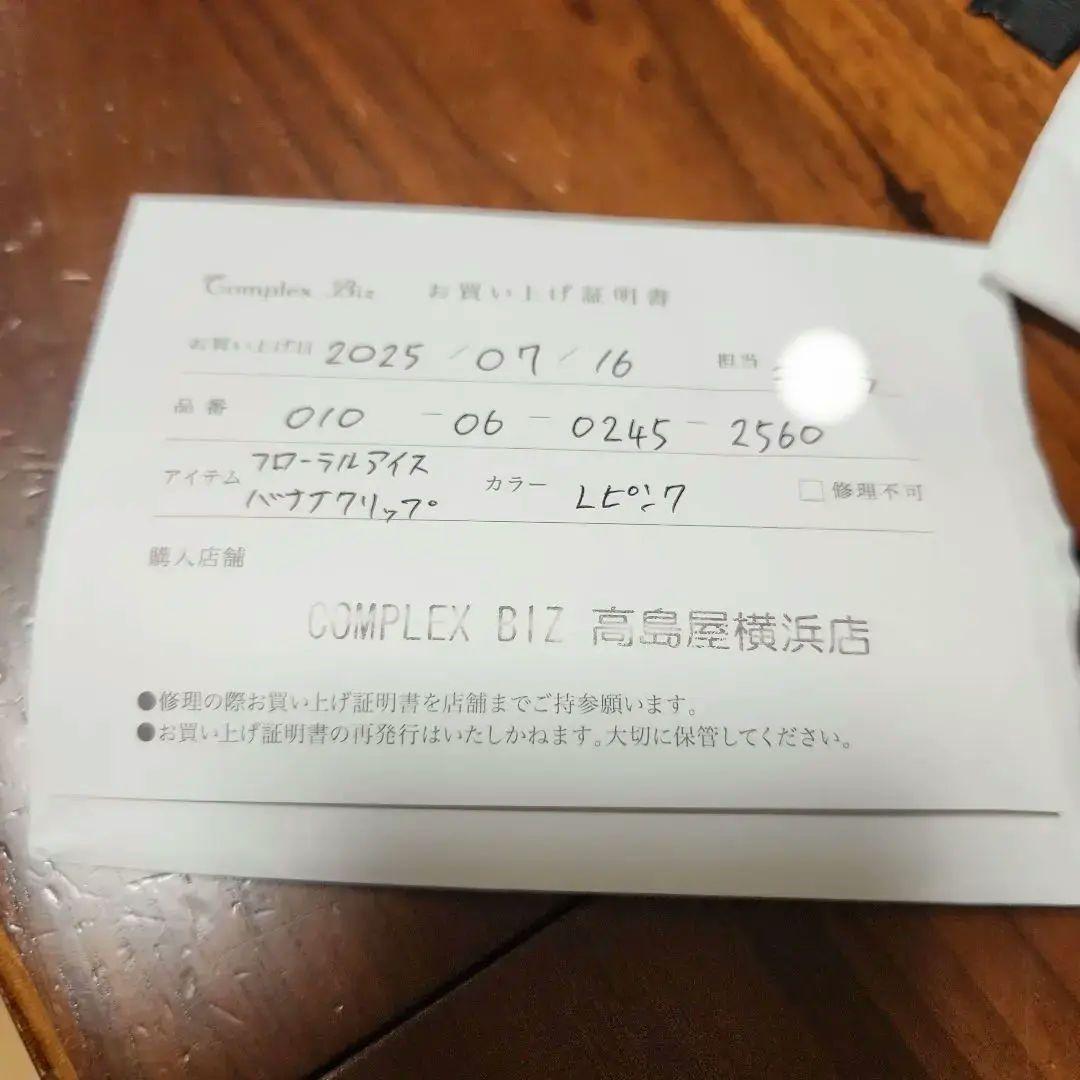 Complex Biz お買い上げ証明書
お買い上げ日 2025 / 07 / 16 担当
品番 010 - 06 - 0245 - 2560
アイテム フローラルアイス
バナナクリップ カラー Lピンク □修理不可
購入店舗
COMPLEX BIZ 高島屋横浜店
●修理の際お買い上げ証明書を店舗までご持参願います。
●お買い上げ証明書の再発行はいたしかねます。大切に保管してください。